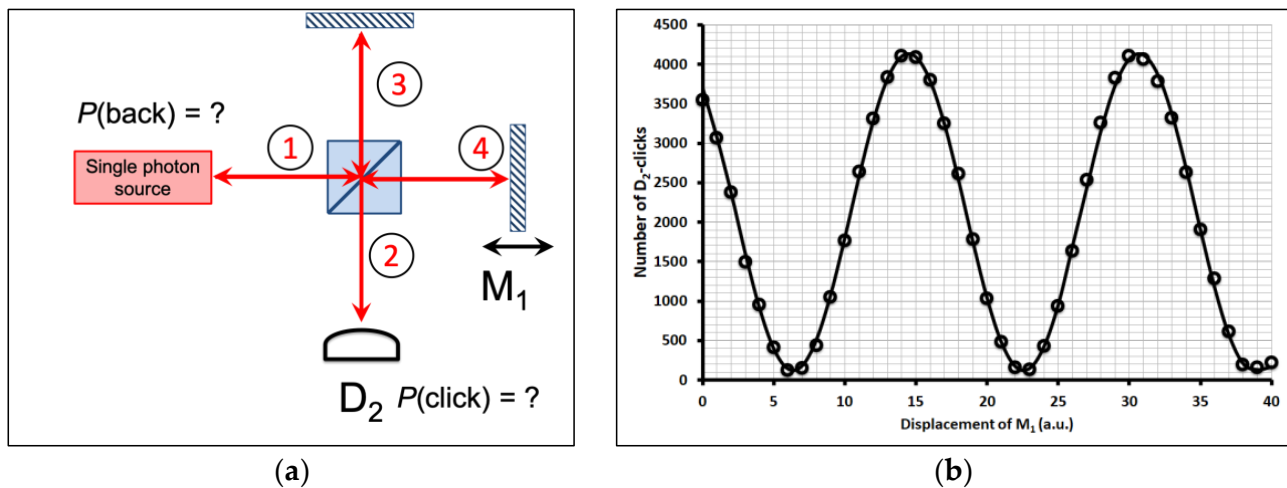 P(back) = ?
Single photon
source
1
3
4
2
M1
D2 P(click) = ?
(a)
Number of D2-clicks
4500
4000
3500
3000
2500
2000
1500
1000
500
0
0 5 10 15 20 25 30 35 40
Displacement of M1 (a.u.)
(b)